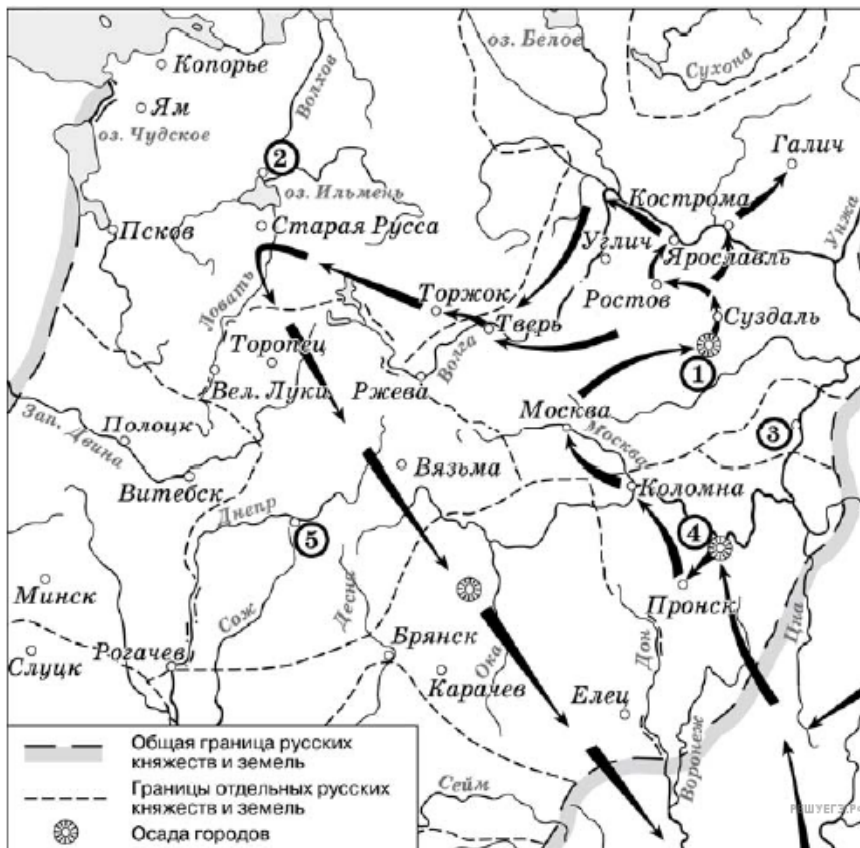 оз. Белое
Сухона
Копорье
Волхов
Ям
оз. Чудское
Галич
2
оз. Ильмень
Кострома
Унжа
Псков
Старая Русса
Углич
Ярославль
Ловать
Торжок
Ростов
Тверь
Суздаль
Торопец
Волга
1
Вел. Луки
Ржева
Зап. Двина
Полоцк
Москва
Москва
3
Витебск
Вязьма
Коломна
Днепр
5
4
Минск
Сож
Десна
Пронск
Цна
Слуцк
Рогачев
Брянск
Ока
Дон
Карачев
Елец
Воронеж
Общая граница русских
княжеств и земель
Сейм
Границы отдельных русских
княжеств и земель
Осада городов
РЕШУЕГЭ.РФ